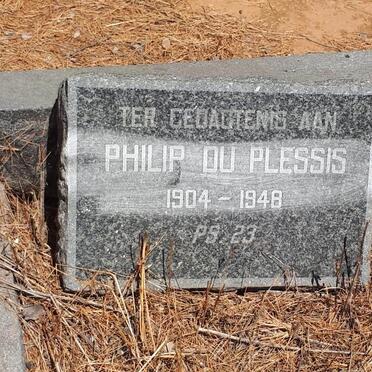 TER GEDAGTENIS AAN
PHILIP DU PLESSIS
1904 - 1948
PS. 23